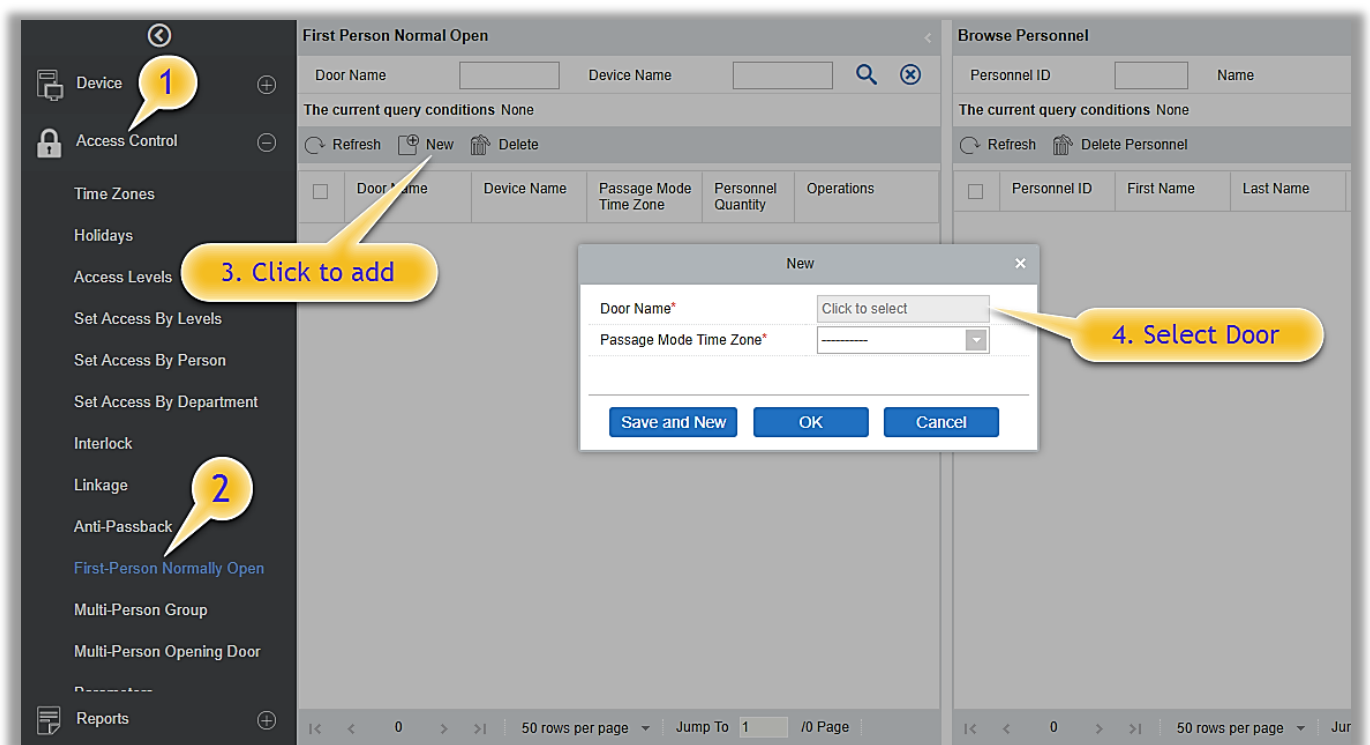 First Person Normal Open
Browse Personnel
Device
1
Door Name
Device Name
Personnel ID
Name
The current query conditions None
The current query conditions None
Access Control
Refresh
New
Delete
Refresh
Delete Personnel
Time Zones
Holidays
Access Levels
Set Access By Levels
Set Access By Person
Set Access By Department
Interlock
Linkage
2
Anti-Passback
First-Person Normally Open
Multi-Person Group
Multi-Person Opening Door
Parameters
Reports
Door Name
Device Name
Passage Mode
Time Zone
Personnel
Quantity
Operations
Personnel ID
First Name
Last Name
3. Click to add
New
Door Name*
Click to select
Passage Mode Time Zone*
----------
4. Select Door
Save and New
OK
Cancel
0
50 rows per page
Jump To
1
/0 Page
0
50 rows per page
Jur